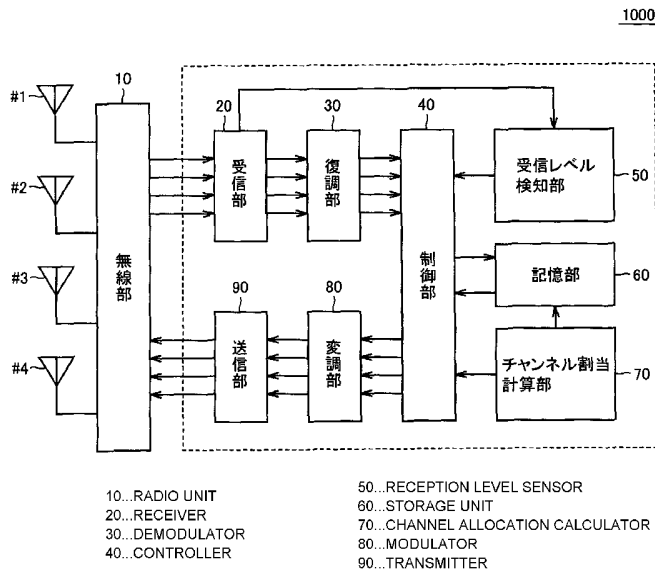 1000
#1
#2
#3
#4
10
無線部
20
受信部
30
復調部
40
制御部
受信レベル
検知部
50
記憶部
60
チャンネル割当
計算部
70
90
送信部
80
変調部
10...RADIO UNIT
20...RECEIVER
30...DEMODULATOR
40...CONTROLLER
50...RECEPTION LEVEL SENSOR
60...STORAGE UNIT
70...CHANNEL ALLOCATION CALCULATOR
80...MODULATOR
90...TRANSMITTER